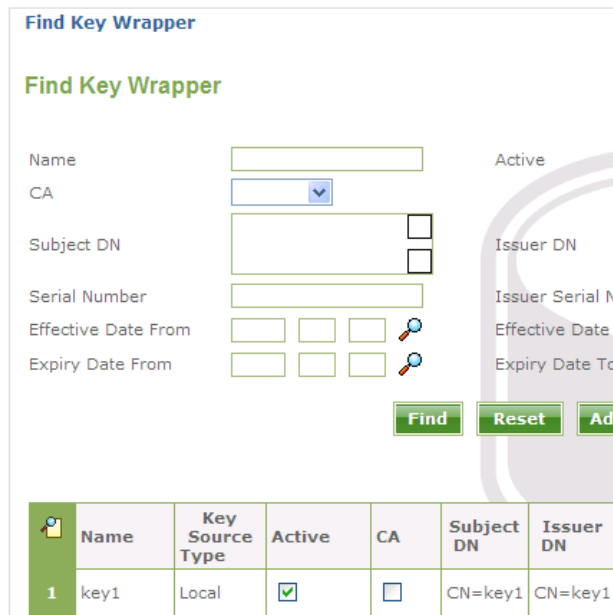 Find Key Wrapper
Find Key Wrapper
Name Active
CA
Subject DN Issuer DN
Serial Number Issuer Serial
Effective Date From Effective Date
Expiry Date From Expiry Date
Find Reset
Name Key Source Type Active CA Subject DN Issuer DN
1 key1 Local CN=key1 CN=key1